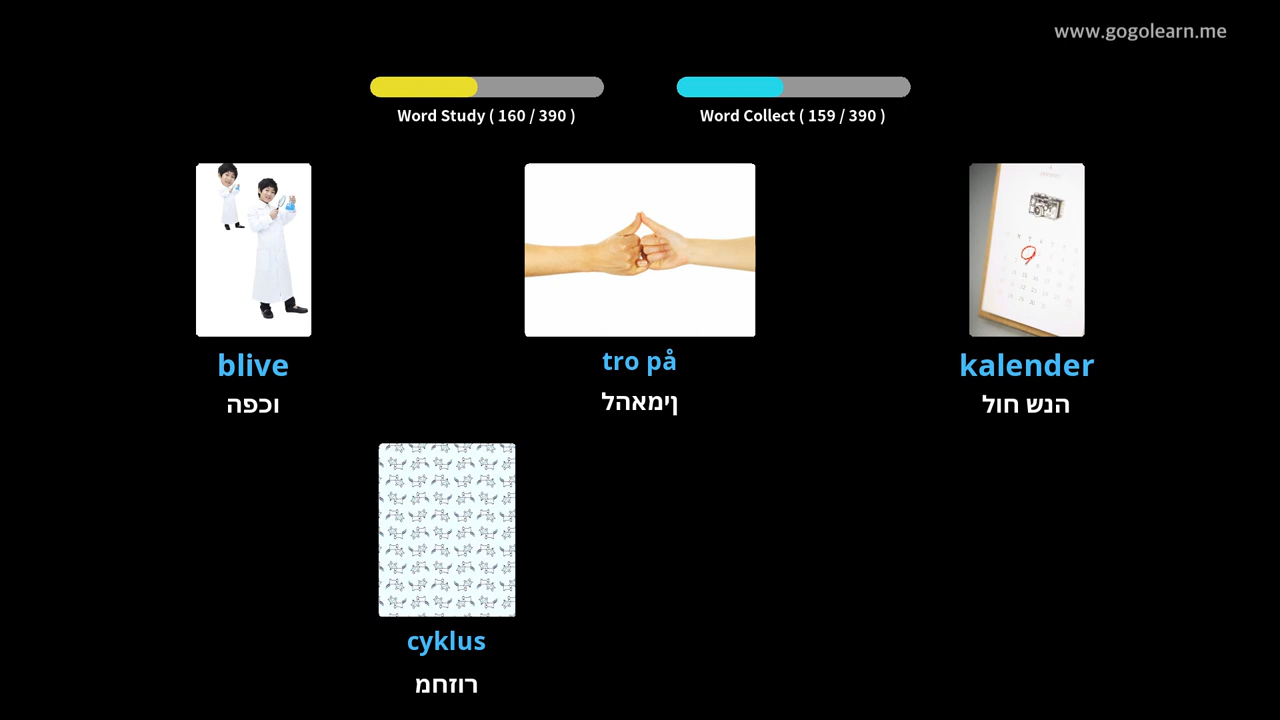 www.gogolearn.me
Word Study ( 160 / 390 )
Word Collect ( 159 / 390 )
blive
וכפה
tro på
ןימאהל
kalender
הנש חול
cyklus
רוזחמ